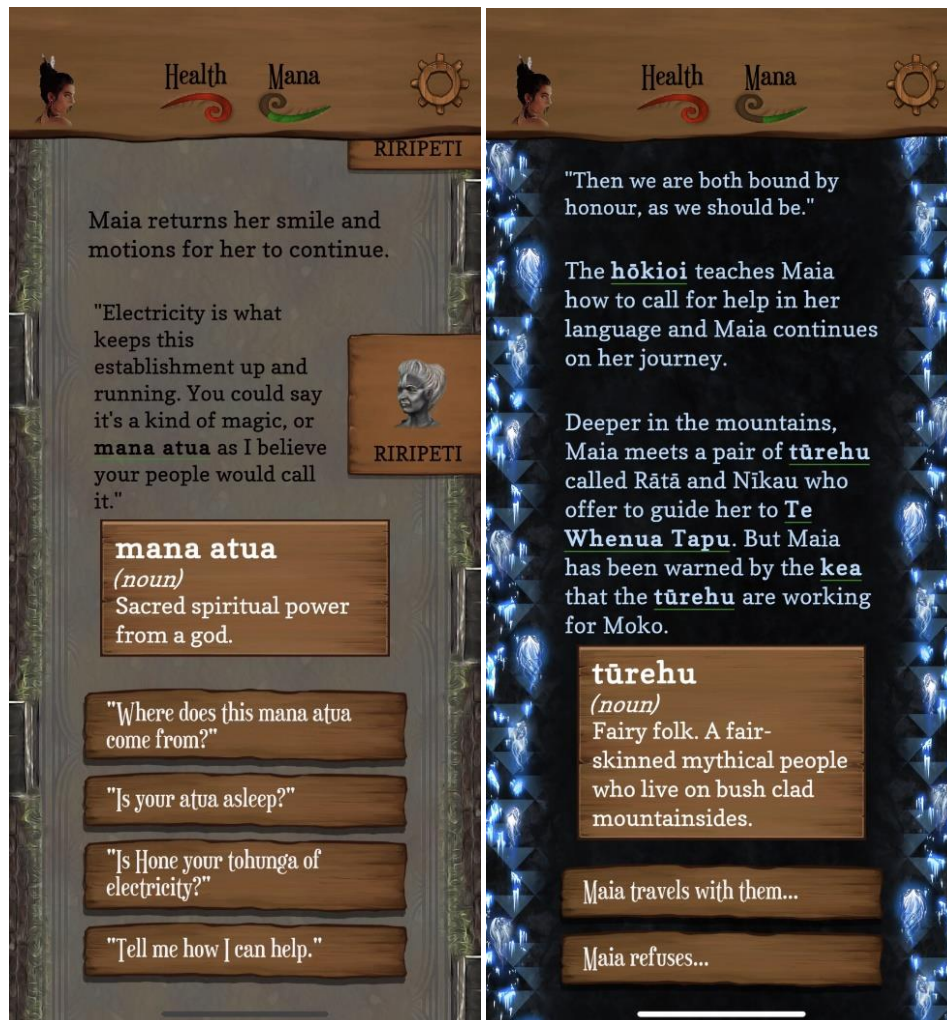 Health Mana
RIRIPETI
Maia returns her smile and
motions for her to continue.
"Electricity is what
keeps this
establishment up and
running. You could say
it's a kind of magic, or
mana atua as I believe
your people would call
it."
RIRIPETI
mana atua
(noun)
Sacred spiritual power
from a god.
"Where does this mana atua
come from?"
"Is your atua asleep?"
"Is Hone your tohunga of
electricity?"
"Tell me how I can help."
Health Mana
"Then we are both bound by
honour, as we should be."
The hōkioi teaches Maia
how to call for help in her
language and Maia continues
on her journey.
Deeper in the mountains,
Maia meets a pair of tūrehu
called Rātā and Nīkau who
offer to guide her to Te
Whenua Tapu. But Maia
has been warned by the kea
that the tūrehu are working
for Moko.
tūrehu
(noun)
Fairy folk. A fair-
skinned mythical people
who live on bush clad
mountainsides.
Maia travels with them...
Maia refuses...